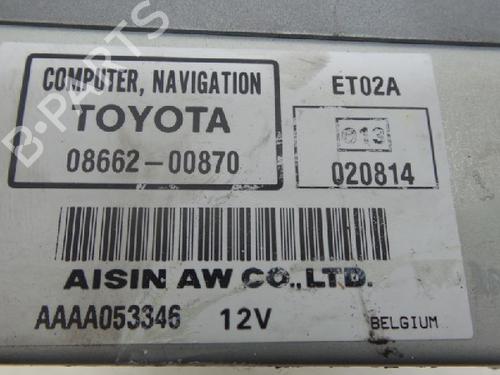 COMPUTER, NAVIGATION
TOYOTA
08662-00870
ET02A
013
020814
AISIN AW CO.,LTD.
AAAA053346 12V BELGIUM
B-PARTS